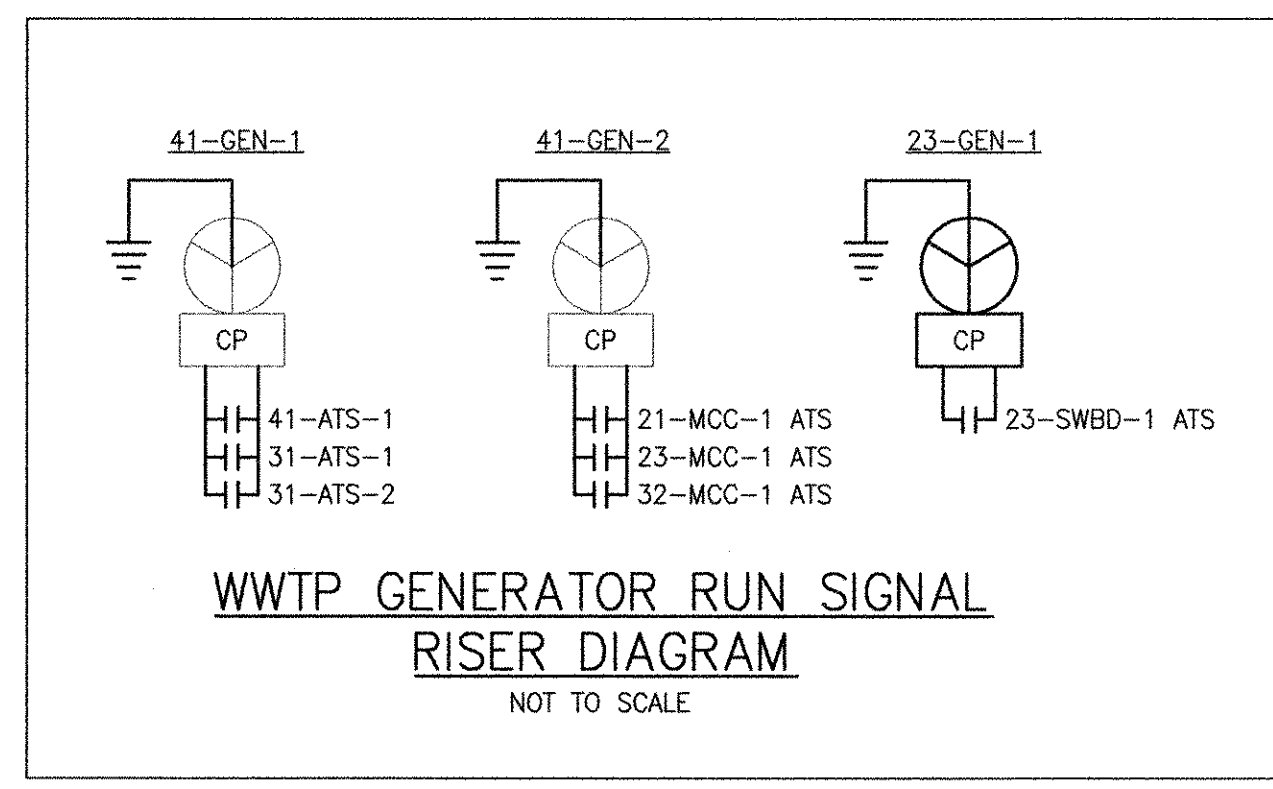 41-GEN-1
41-GEN-2
23-GEN-1
CP
CP
CP
41-ATS-1
31-ATS-1
31-ATS-2
21-MCC-1 ATS
23-MCC-1 ATS
32-MCC-1 ATS
23-SWBD-1 ATS
WWTP GENERATOR RUN SIGNAL
RISER DIAGRAM
NOT TO SCALE